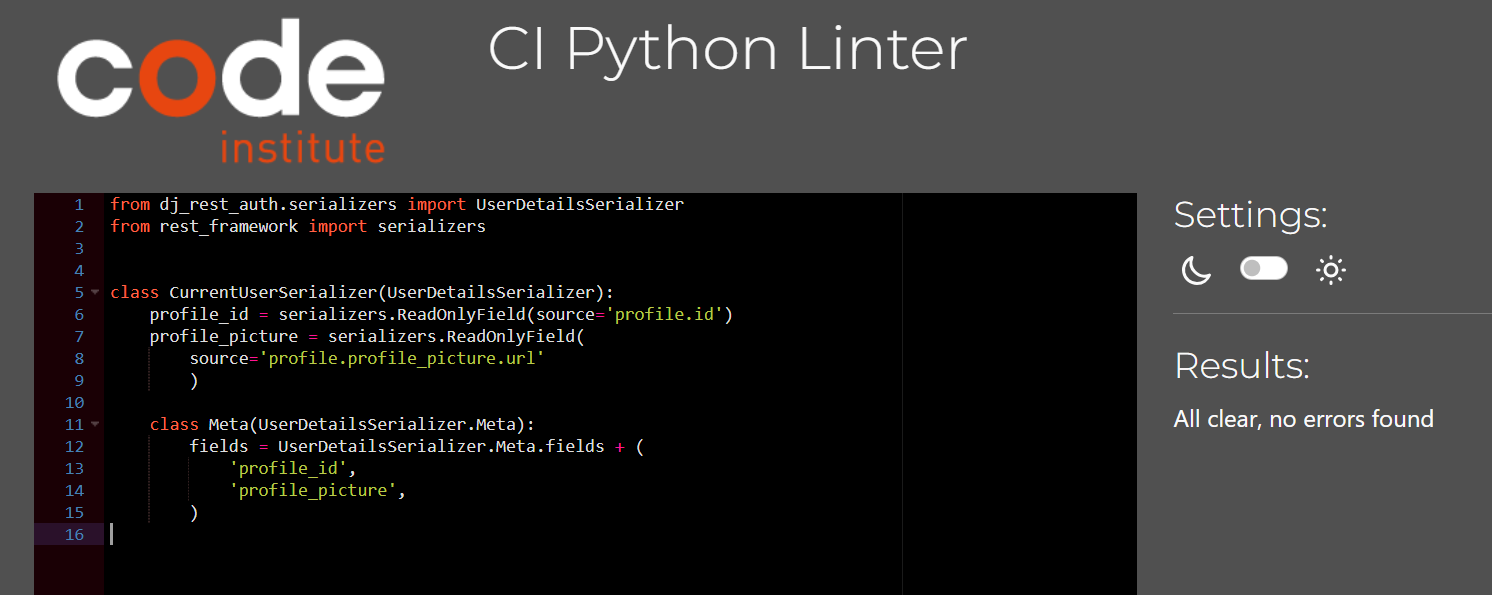 code
institute
CI Python Linter
1 from dj_rest_auth.serializers import UserDetailsSerializer
2 from rest_framework import serializers
3
4
5 class CurrentUserSerializer(UserDetailsSerializer):
6     profile_id = serializers.ReadOnlyField(source='profile.id')
7     profile_picture = serializers.ReadOnlyField(
8         source='profile.profile_picture.url'
9         )
10
11     class Meta(UserDetailsSerializer.Meta):
12         fields = UserDetailsSerializer.Meta.fields + (
13             'profile_id',
14             'profile_picture',
15         )
16
Settings:
Results:
All clear, no errors found